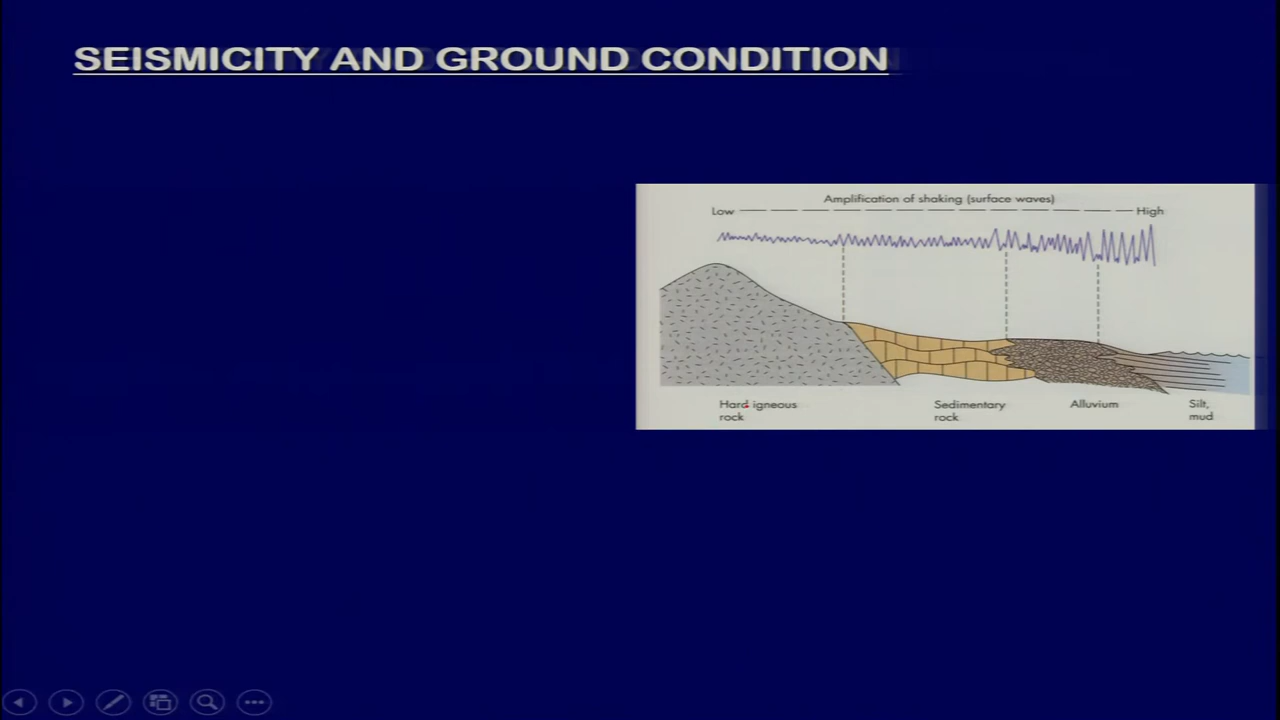 SEISMICITY AND GROUND CONDITION
Amplification of shaking (surface waves)
Low
High
Hard igneous
rock
Sedimentary
rock
Alluvium
Silt,
mud